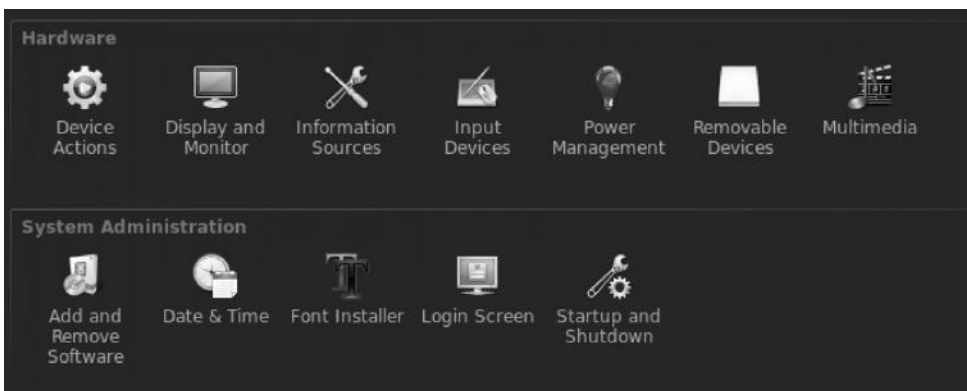 Hardware
Device Display and Information Input Power Removable Multimedia
Actions Monitor Sources Devices Management Devices
System Administration
Add and Date & Time Font Installer Login Screen Startup and
Remove Shutdown
Software